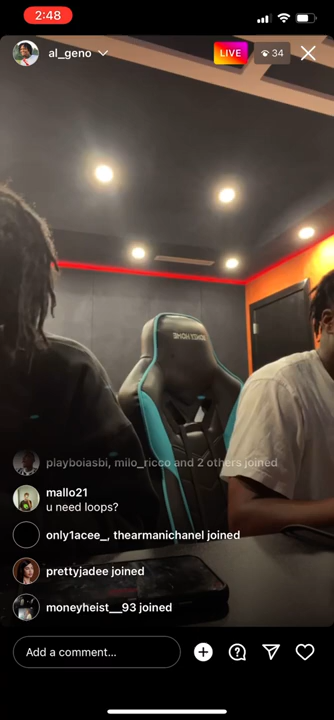 2:48
al_geno
LIVE
34
playboiasbi, milo_ricco and 2 others joined
mallo21
u need loops?
only1acee_, thearmanichanel joined
prettyjadee joined
moneyheist__93 joined
Add a comment...